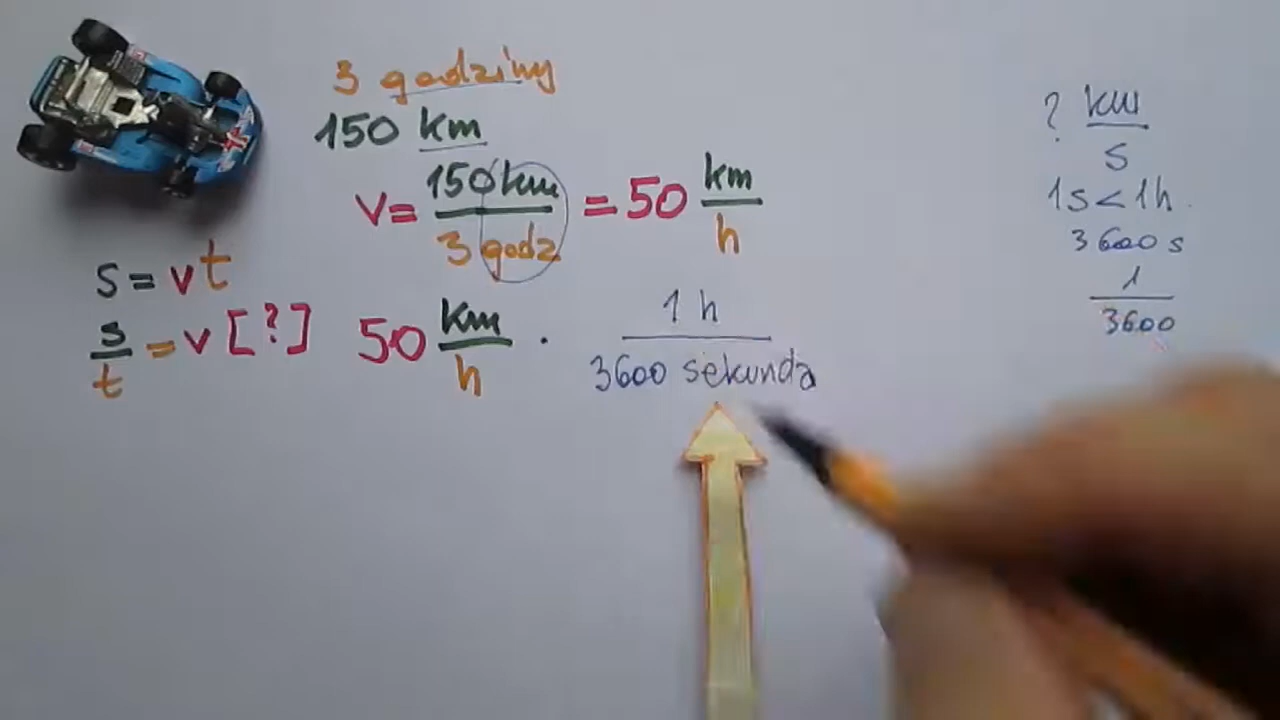 3 godziny
150 km
v = 150 km / 3 godz = 50 km / h
s = v t
s / t = v [?]
50 km / h · 1 h / 3600 sekunda
? km / s
1s < 1h
3600 s
1 / 3600